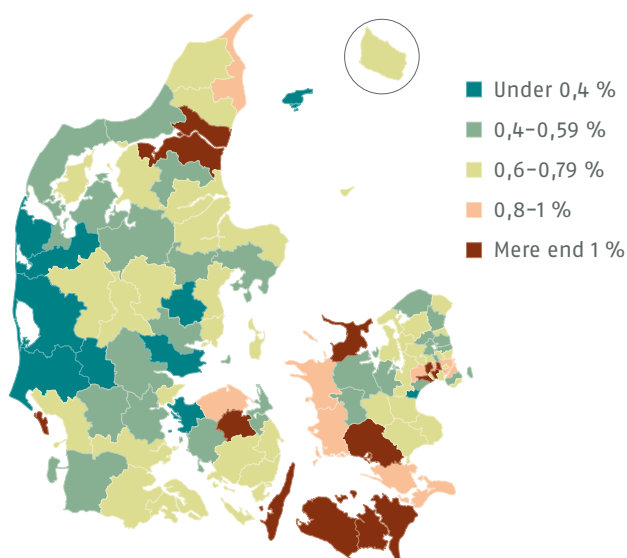 Under 0,4 %
0,4–0,59 %
0,6–0,79 %
0,8–1 %
Mere end 1 %